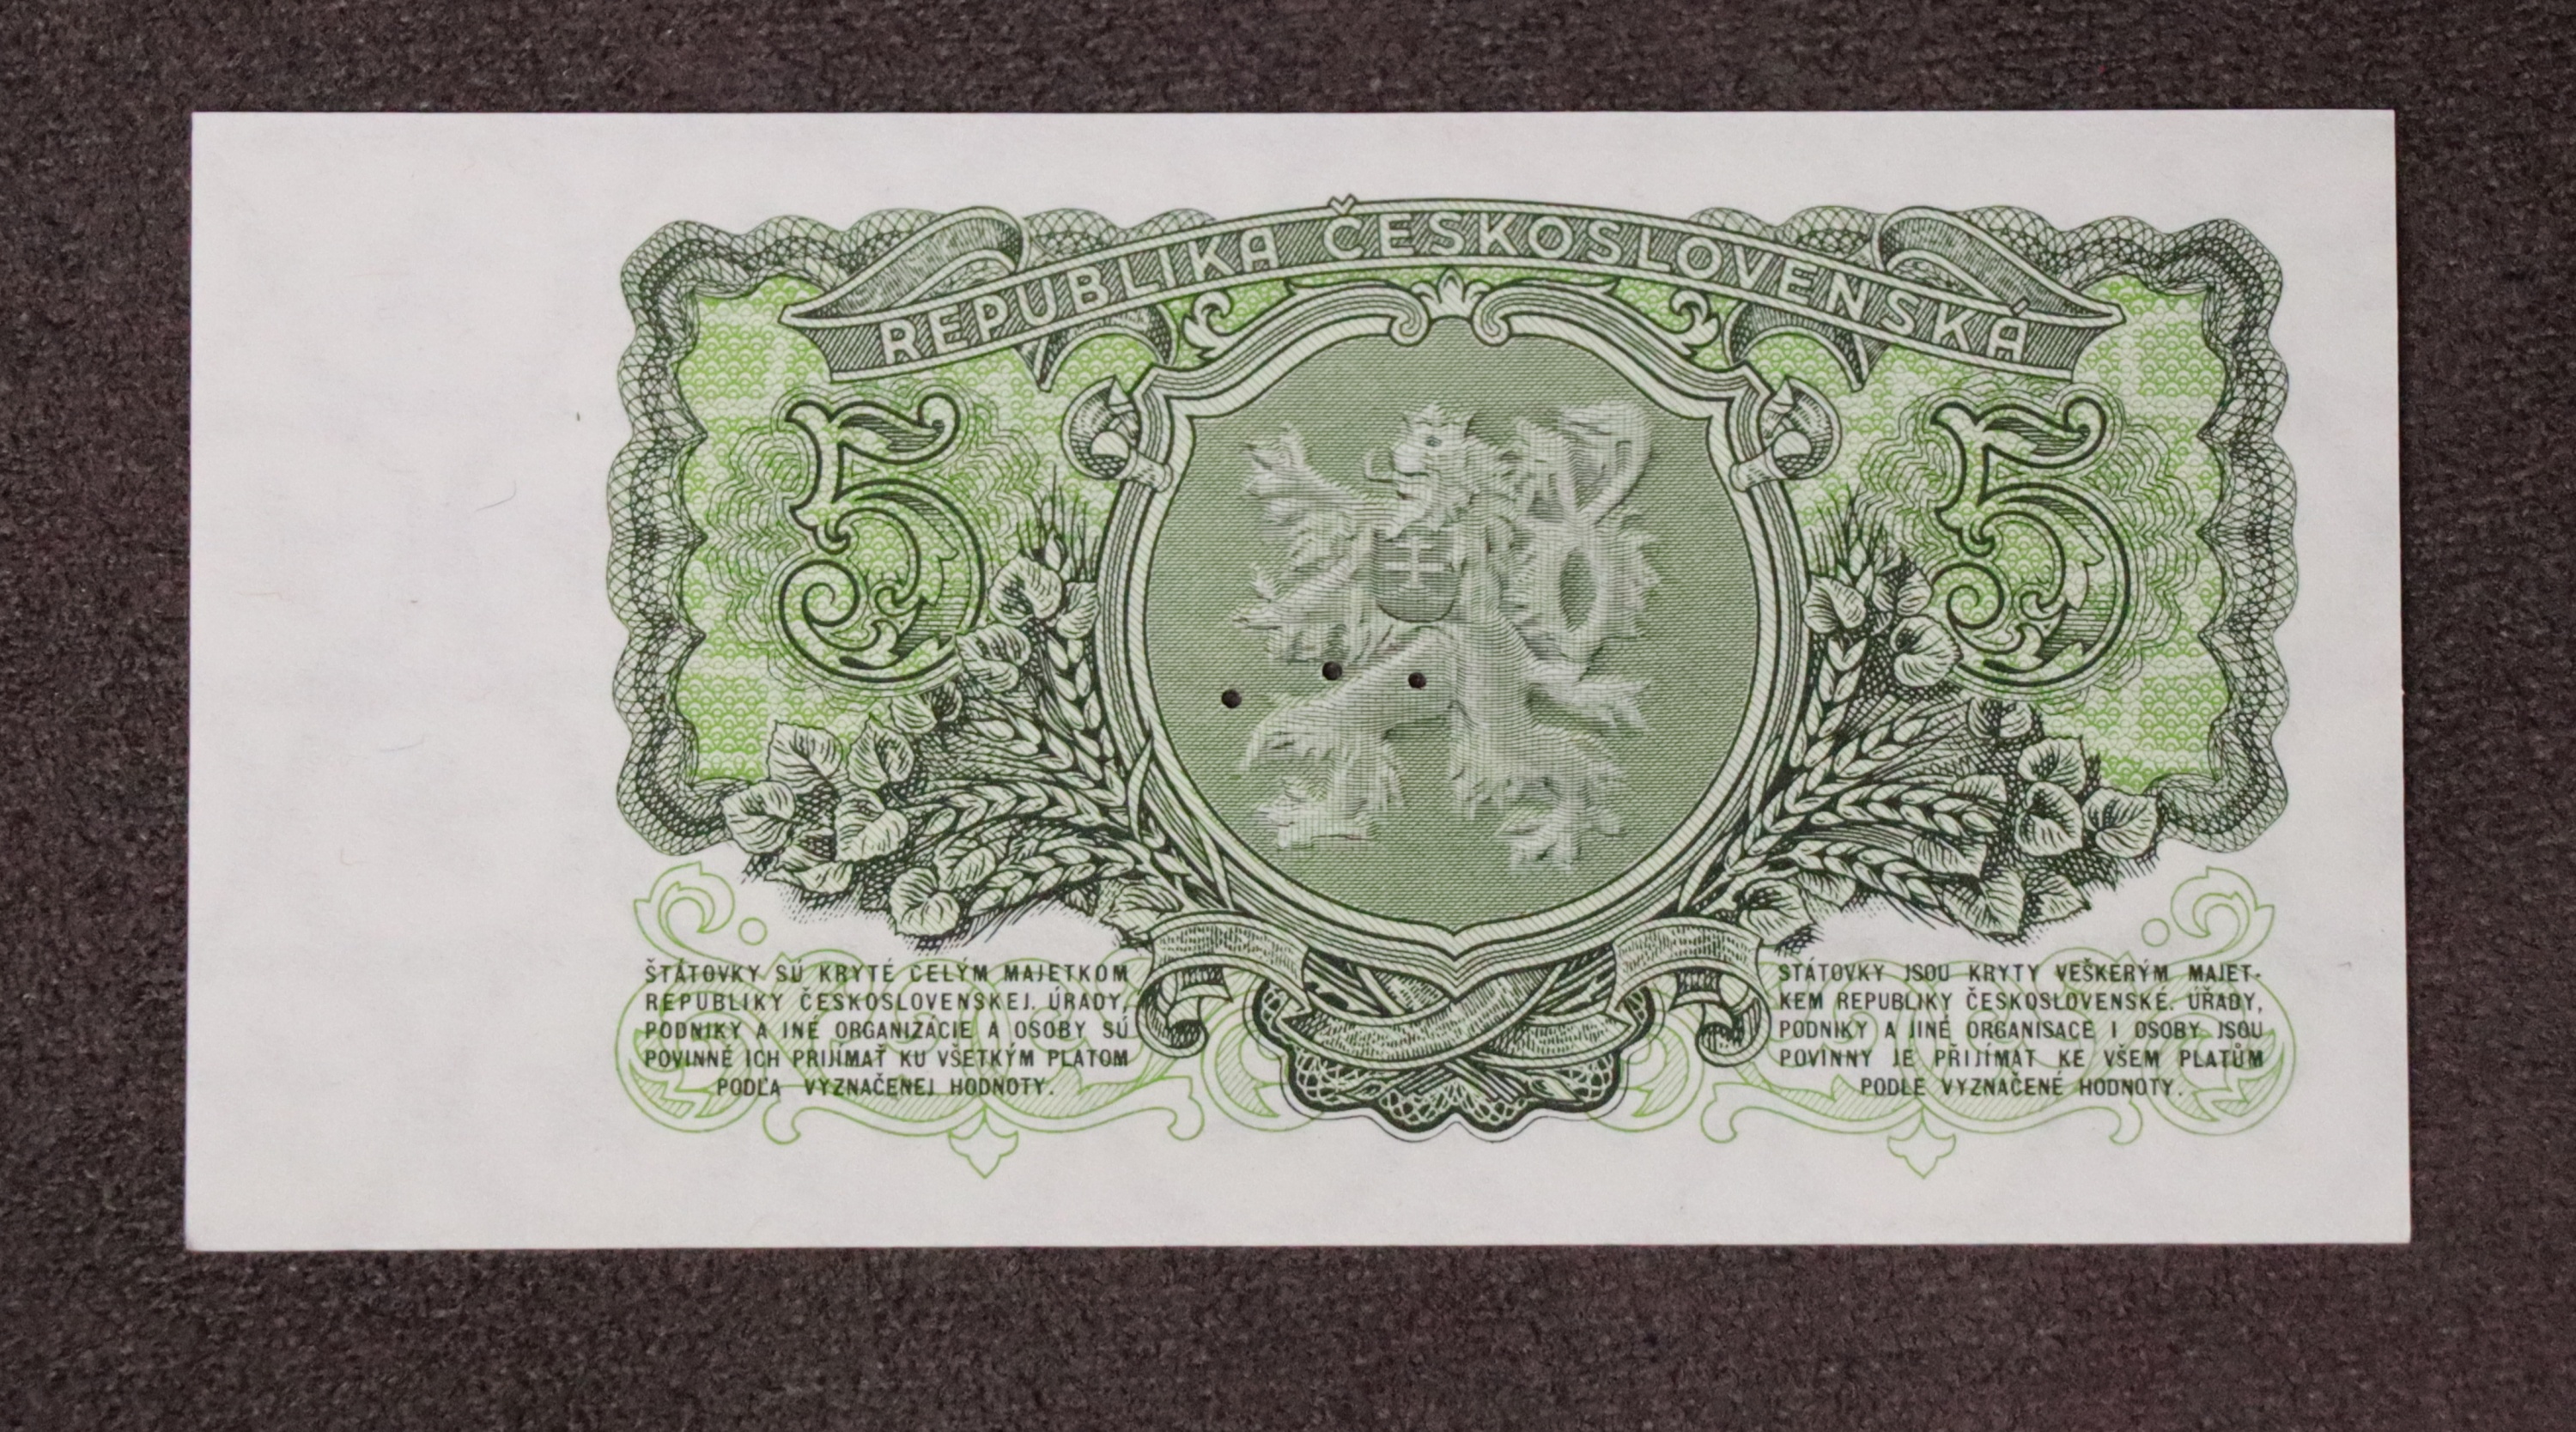 REPUBLIKA ČESKOSLOVENSKÁ
5
5
ŠTÁTOVKY SÚ KRYTÉ CELÝM MAJETKOM
REPUBLIKY ČESKOSLOVENSKEJ. ÚRADY,
PODNIKY A INÉ ORGANIZÁCIE A OSOBY SÚ
POVINNÉ ICH PRIJÍMAŤ KU VŠETKÝM PLATOM
PODĽA VYZNAČENEJ HODNOTY.
STÁTOVKY JSOU KRYTY VEŠKERÝM MAJET-
KEM REPUBLIKY ČESKOSLOVENSKÉ. ÚŘADY,
PODNIKY A JINÉ ORGANISACE I OSOBY JSOU
POVINNY JE PŘIJÍMAT KE VŠEM PLATŮM
PODLE VYZNAČENÉ HODNOTY.